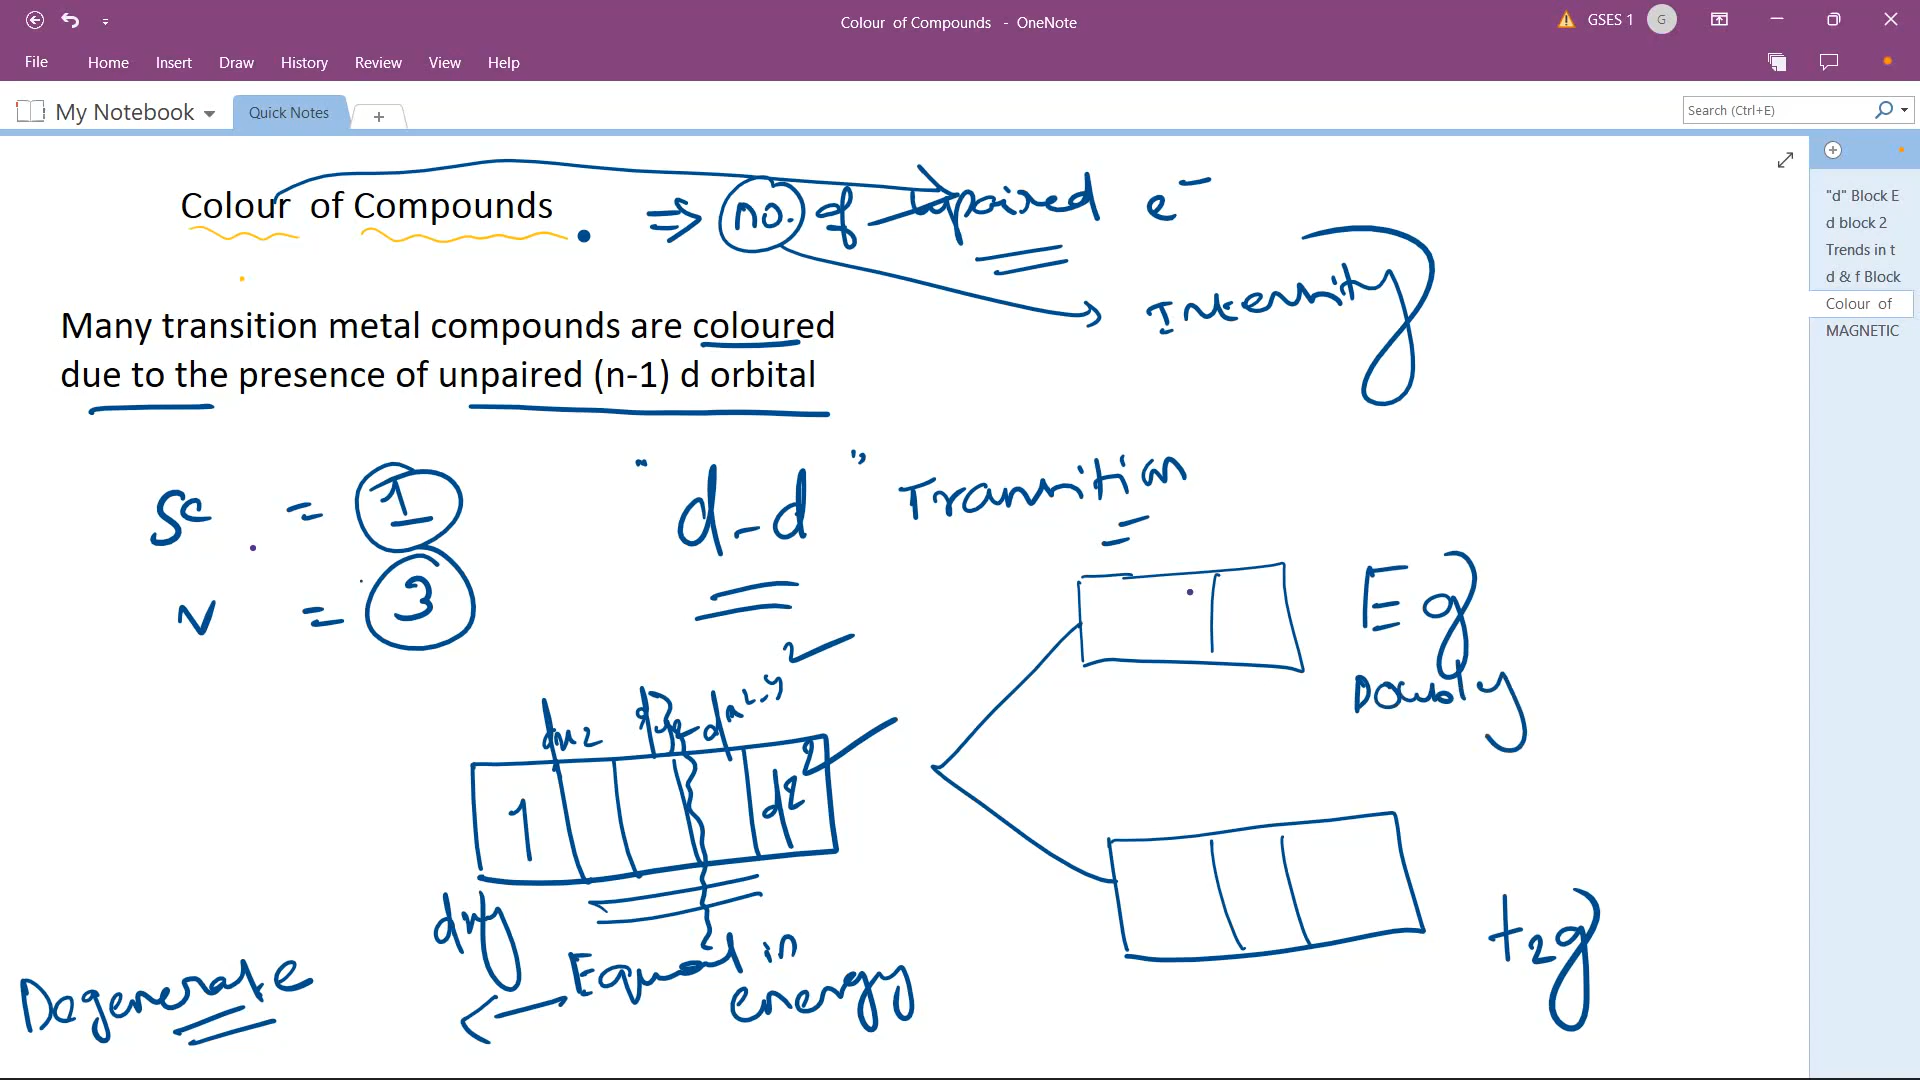 Colour of Compounds - OneNote
GSES 1
G
File Home Insert Draw History Review View Help
My Notebook
Quick Notes
+
Search (Ctrl+E)
"d" Block E
d block 2
Trends in t
d & f Block
Colour of
MAGNETIC
Colour of Compounds ⇒ no. of unpaired e⁻
Intensity
Many transition metal compounds are coloured
due to the presence of unpaired (n-1) d orbital
Sc = 1
"d-d" Transition
V = 3
Eg
Doubly
dxz dyz dx²-y²
1 dz²
dxy
t2g
Equal in
energy
Degenerate